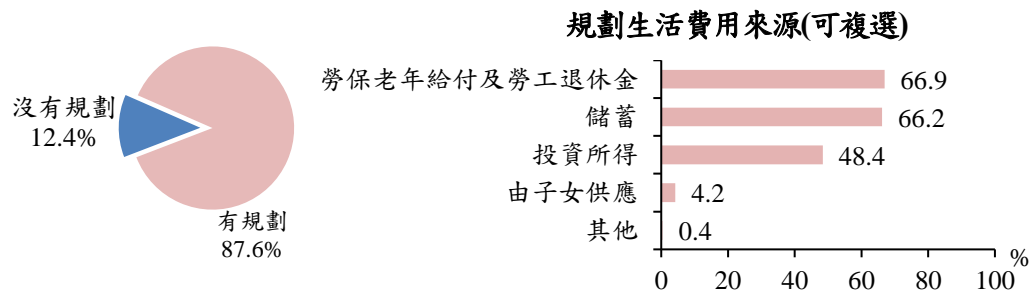 沒有規劃
12.4%
有規劃
87.6%
規劃生活費用來源(可複選)
勞保老年給付及勞工退休金 66.9
儲蓄 66.2
投資所得 48.4
由子女供應 4.2
其他 0.4
0 20 40 60 80 100 %